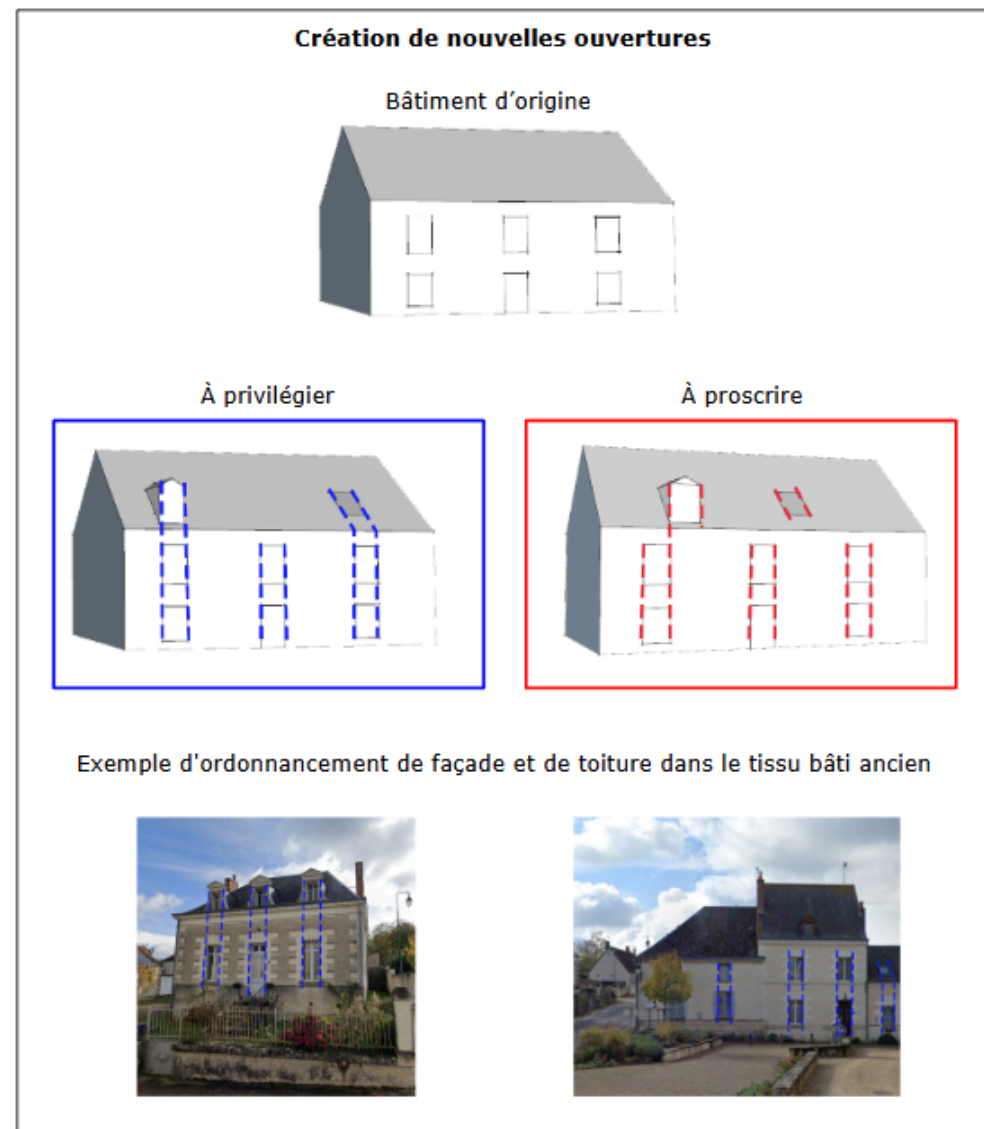 Création de nouvelles ouvertures
Bâtiment d’origine
À privilégier
À proscrire
Exemple d'ordonnancement de façade et de toiture dans le tissu bâti ancien